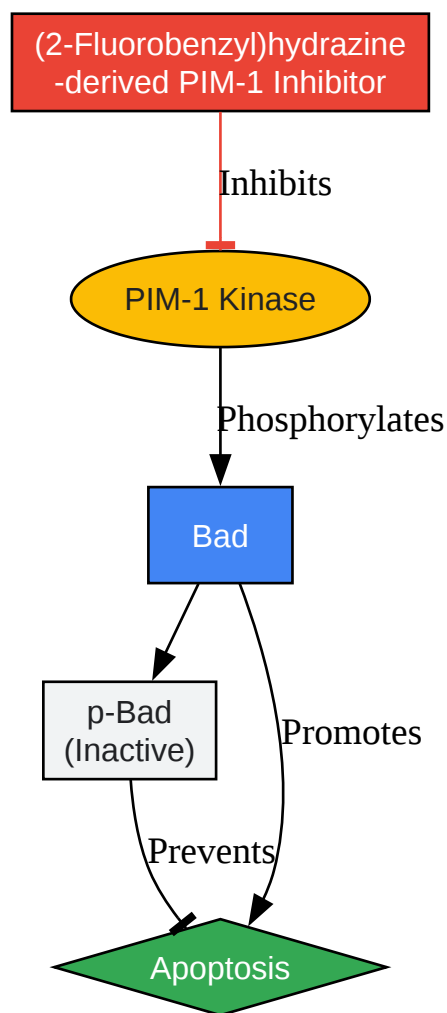 (2-Fluorobenzyl)hydrazine
-derived PIM-1 Inhibitor
Inhibits
PIM-1 Kinase
Phosphorylates
Bad
p-Bad
(Inactive)
Promotes
Prevents
Apoptosis